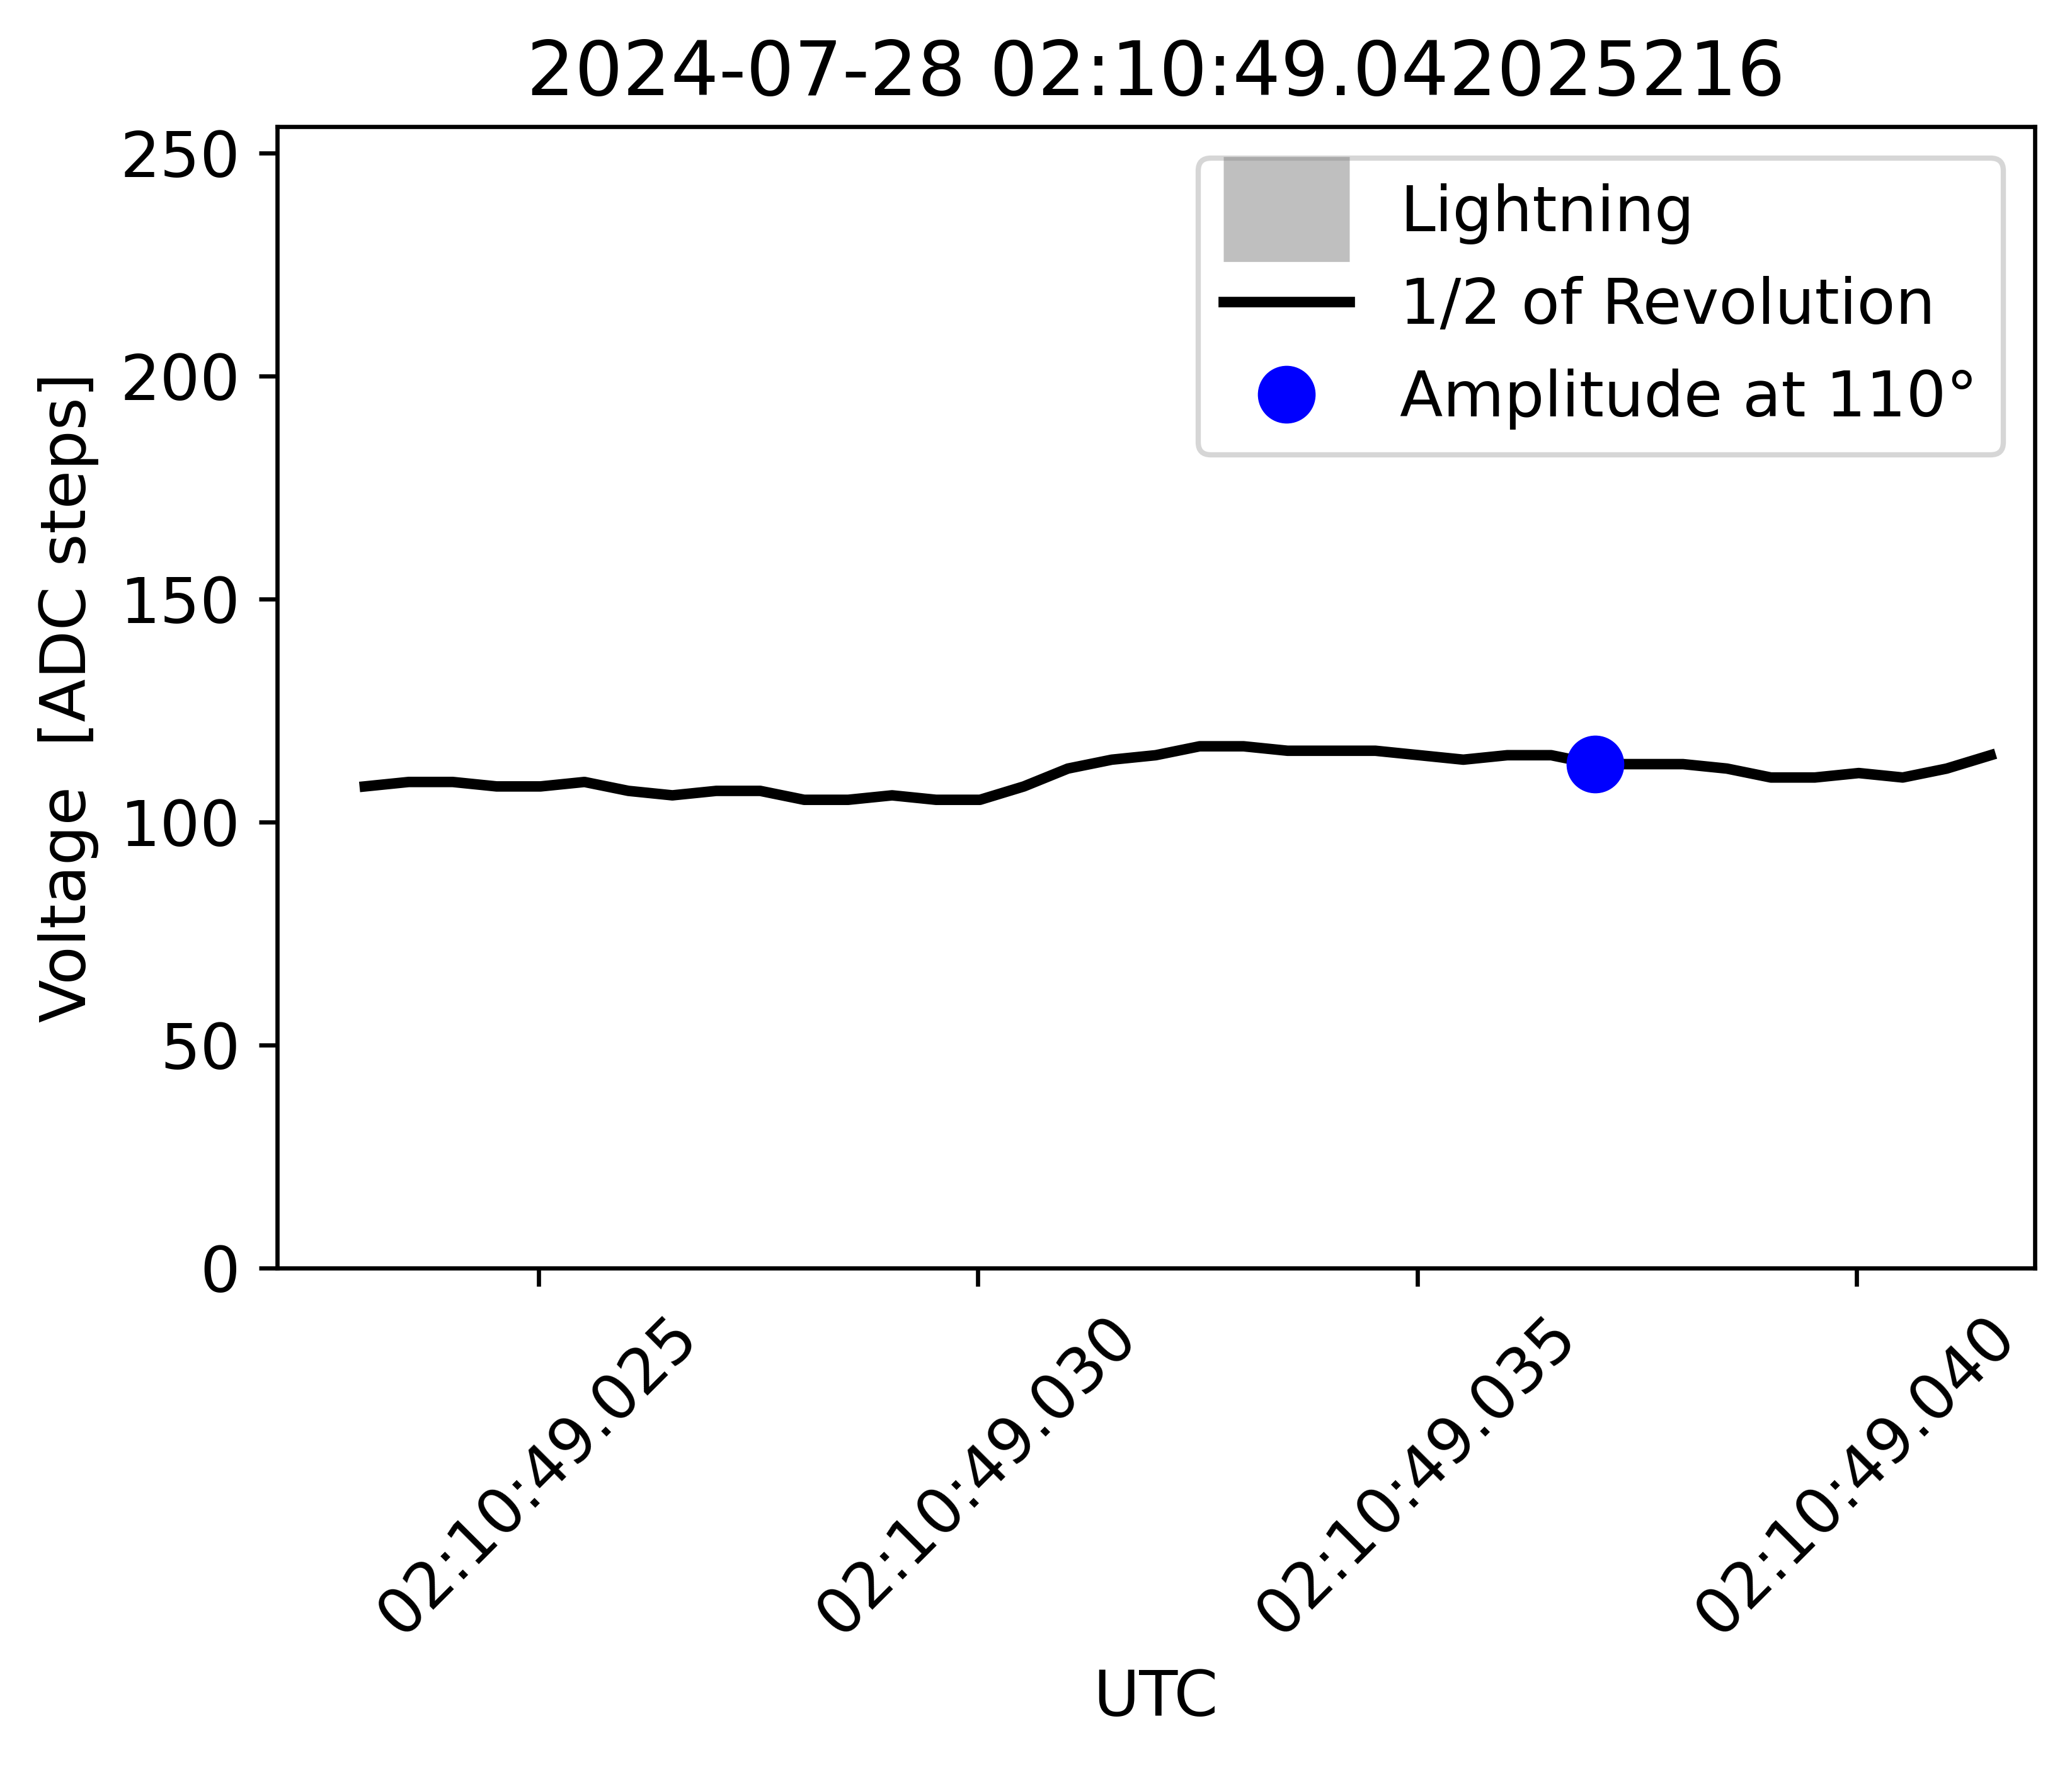 2024-07-28 02:10:49.042025216
Lightning
1/2 of Revolution
Amplitude at 110°
Voltage [ADC steps]
250
200
150
100
50
0
02:10:49.025
02:10:49.030
02:10:49.035
02:10:49.040
UTC